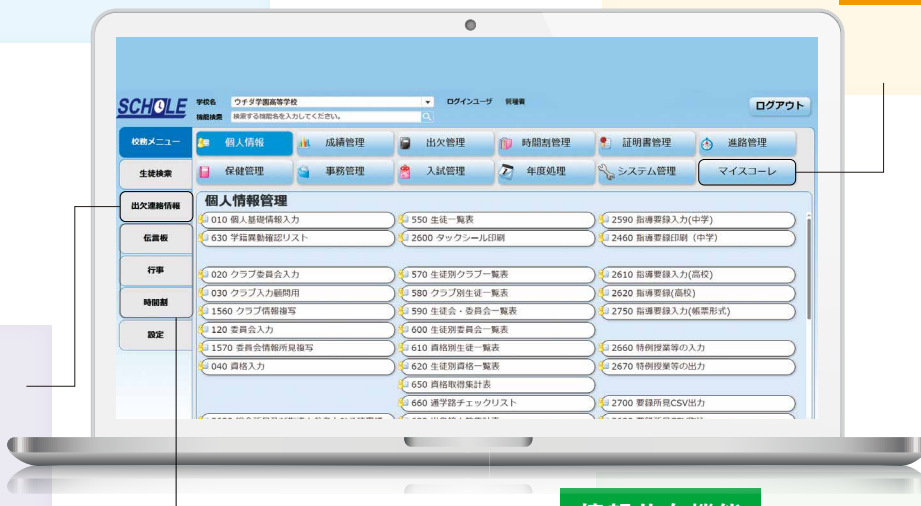 SCHOLE
学校名 ウチダ学園高等学校 ログインユーザ 管理者
機能検索 検索する機能名を入力してください。
ログアウト
校務メニュー 個人情報 成績管理 出欠管理 時間割管理 証明書管理 進路管理
生徒検索 保健管理 事務管理 入試管理 年度処理 システム管理 マイスコーレ
出欠連絡情報
伝言板
行事
時間割
設定
個人情報管理
010 個人基礎情報入力 550 生徒一覧表 2590 指導要録入力(中学)
630 学籍異動確認リスト 2600 タックシール印刷 2460 指導要録印刷 (中学)
020 クラブ委員会入力 570 生徒別クラブ一覧表 2610 指導要録入力(高校)
030 クラブ入力顧問用 580 クラブ別生徒一覧表 2620 指導要録(高校)
1560 クラブ情報複写 590 生徒会・委員会一覧表 2750 指導要録入力(帳票形式)
120 委員会入力 600 生徒別委員会一覧表
1570 委員会情報所見複写 610 資格別生徒一覧表 2660 特例授業等の入力
040 資格入力 620 生徒別資格一覧表 2670 特例授業等の出力
650 資格取得集計表
660 通学路チェックリスト 2700 要録所見CSV出力